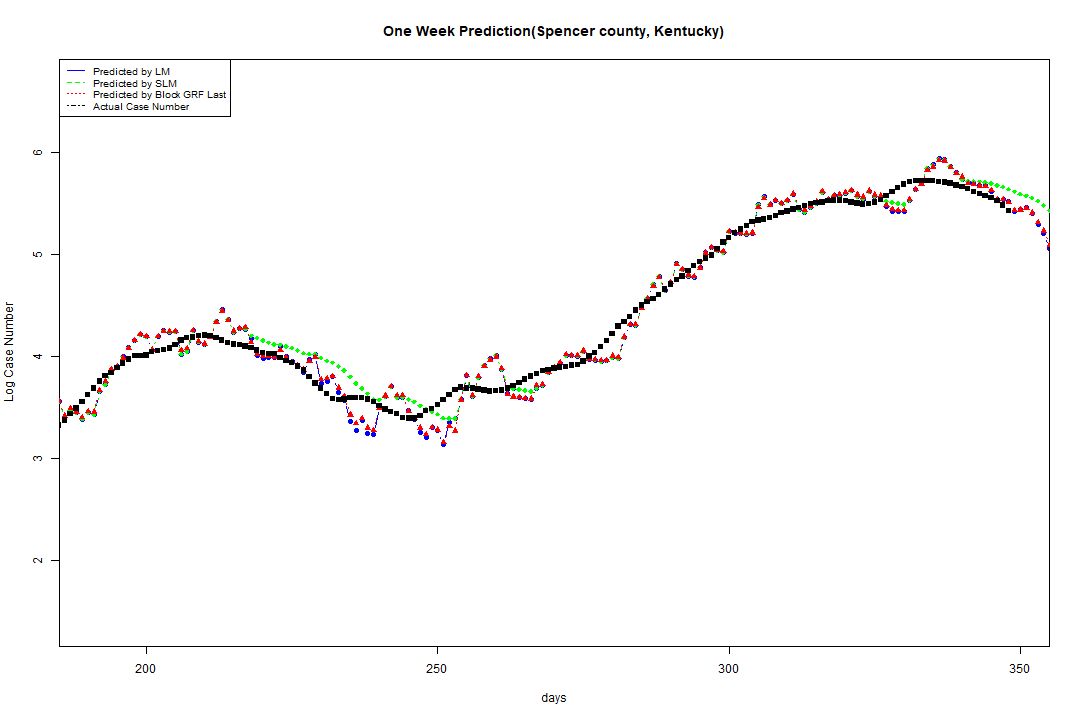 One Week Prediction(Spencer county, Kentucky)
Predicted by LM
Predicted by SLM
Predicted by Block GRF Last
Actual Case Number
6
5
4
3
2
Log Case Number
200
250
300
350
days